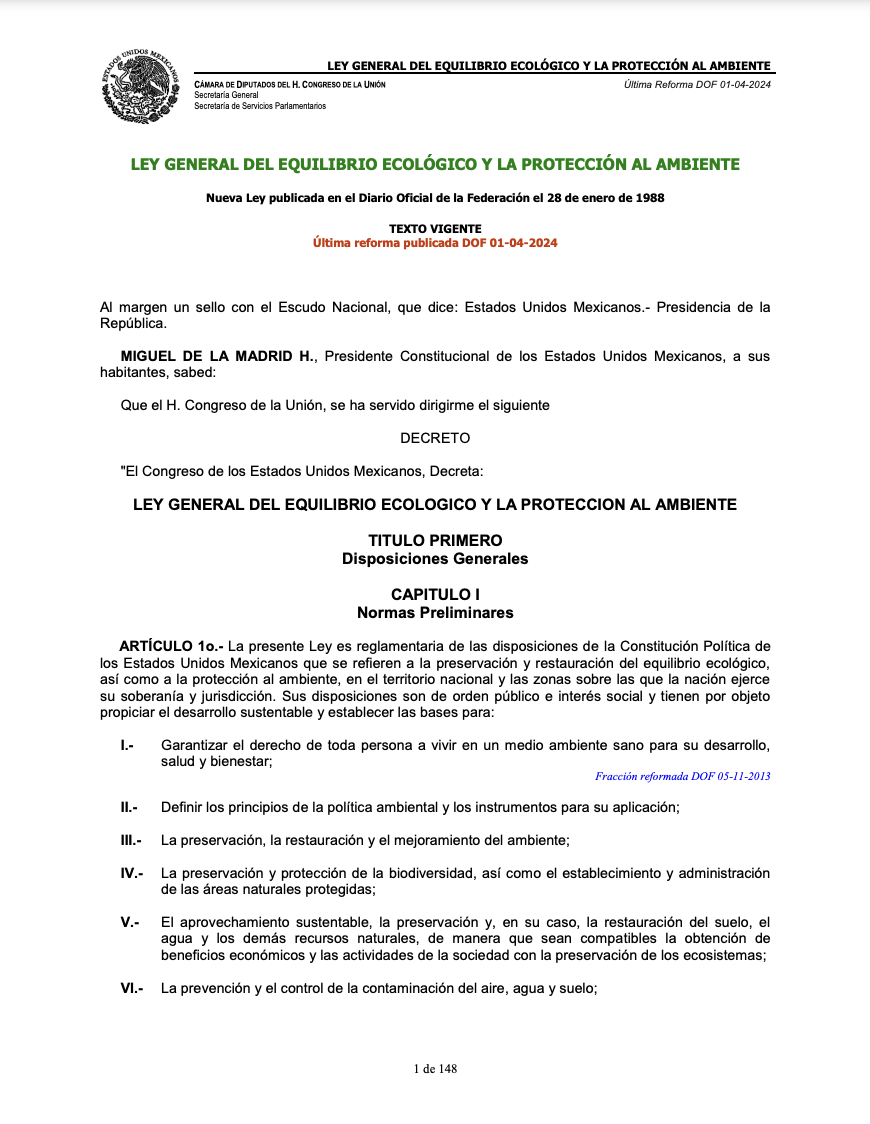 ESTADOS UNIDOS MEXICANOS
LEY GENERAL DEL EQUILIBRIO ECOLÓGICO Y LA PROTECCIÓN AL AMBIENTE
CÁMARA DE DIPUTADOS DEL H. CONGRESO DE LA UNIÓN
Secretaría General
Secretaría de Servicios Parlamentarios
Última Reforma DOF 01-04-2024
LEY GENERAL DEL EQUILIBRIO ECOLÓGICO Y LA PROTECCIÓN AL AMBIENTE
Nueva Ley publicada en el Diario Oficial de la Federación el 28 de enero de 1988
TEXTO VIGENTE
Última reforma publicada DOF 01-04-2024
Al margen un sello con el Escudo Nacional, que dice: Estados Unidos Mexicanos.- Presidencia de la
República.
MIGUEL DE LA MADRID H., Presidente Constitucional de los Estados Unidos Mexicanos, a sus
habitantes, sabed:
Que el H. Congreso de la Unión, se ha servido dirigirme el siguiente
DECRETO
"El Congreso de los Estados Unidos Mexicanos, Decreta:
LEY GENERAL DEL EQUILIBRIO ECOLOGICO Y LA PROTECCION AL AMBIENTE
TITULO PRIMERO
Disposiciones Generales
CAPITULO I
Normas Preliminares
ARTÍCULO 1o.- La presente Ley es reglamentaria de las disposiciones de la Constitución Política de
los Estados Unidos Mexicanos que se refieren a la preservación y restauración del equilibrio ecológico,
así como a la protección al ambiente, en el territorio nacional y las zonas sobre las que la nación ejerce
su soberanía y jurisdicción. Sus disposiciones son de orden público e interés social y tienen por objeto
propiciar el desarrollo sustentable y establecer las bases para:
I.- Garantizar el derecho de toda persona a vivir en un medio ambiente sano para su desarrollo,
salud y bienestar;
Fracción reformada DOF 05-11-2013
II.- Definir los principios de la política ambiental y los instrumentos para su aplicación;
III.- La preservación, la restauración y el mejoramiento del ambiente;
IV.- La preservación y protección de la biodiversidad, así como el establecimiento y administración
de las áreas naturales protegidas;
V.- El aprovechamiento sustentable, la preservación y, en su caso, la restauración del suelo, el
agua y los demás recursos naturales, de manera que sean compatibles la obtención de
beneficios económicos y las actividades de la sociedad con la preservación de los ecosistemas;
VI.- La prevención y el control de la contaminación del aire, agua y suelo;
1 de 148